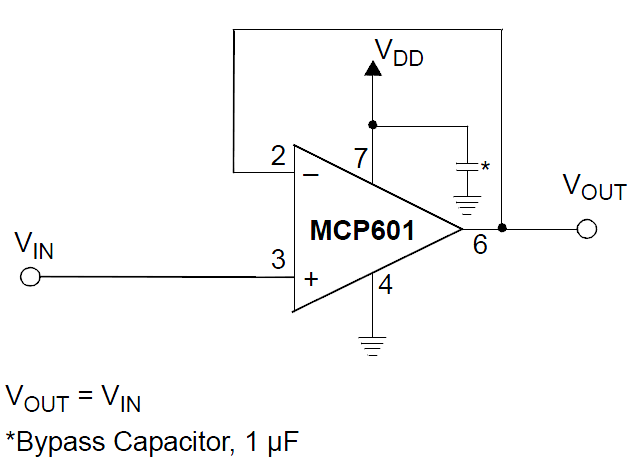 VDD
2
7
*
−
VOUT
MCP601
6
VIN
3
+
4
VOUT = VIN
*Bypass Capacitor, 1 µF